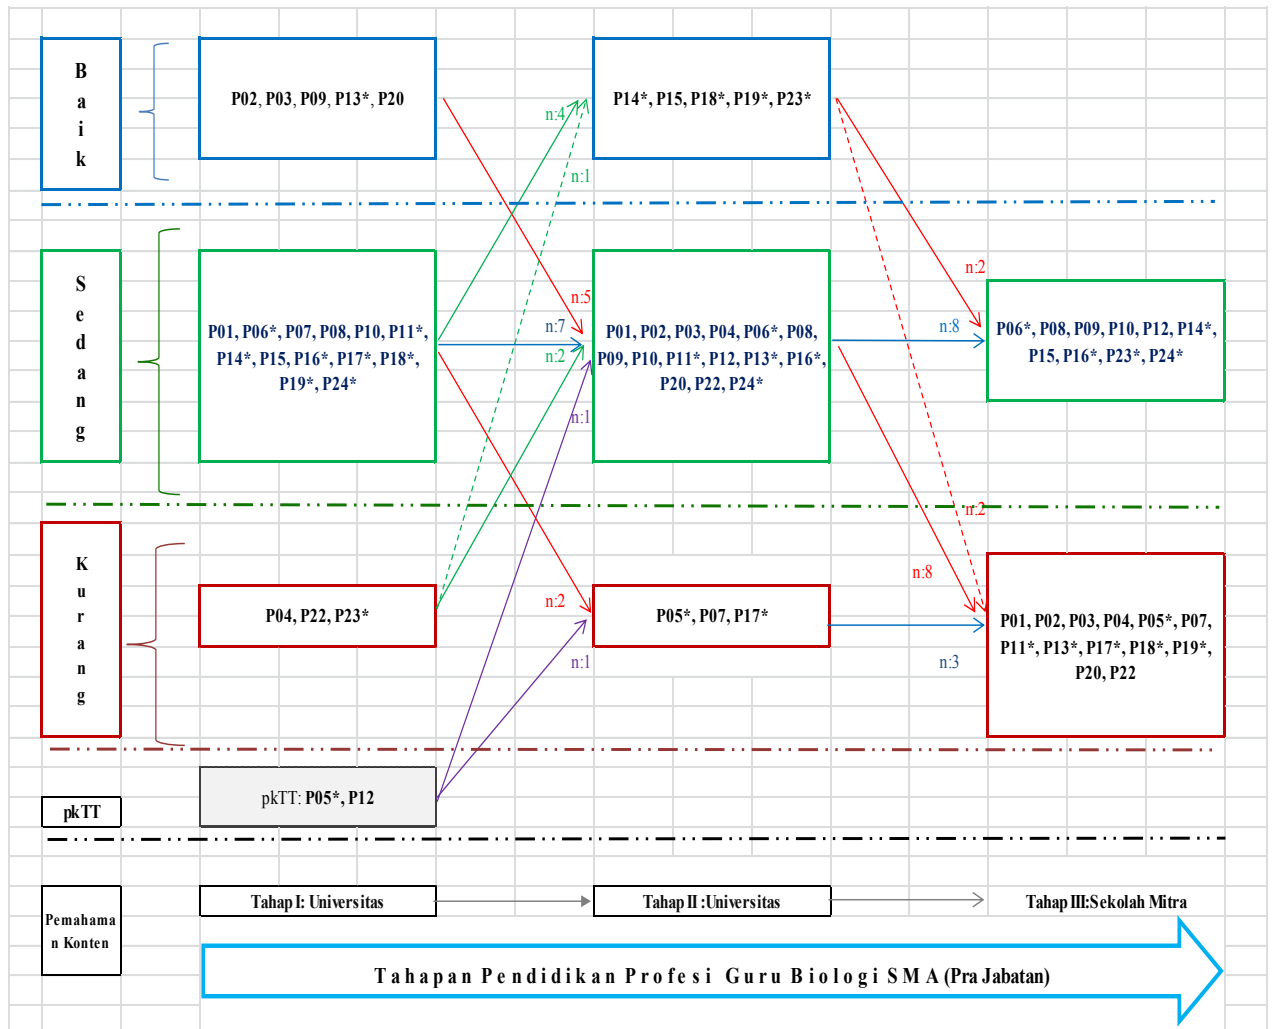 Baik
P02, P03, P09, P13*, P20
P14*, P15, P18*, P19*, P23*
n:4
n:1
Sedang
P01, P06*, P07, P08, P10, P11*,
P14*, P15, P16*, P17*, P18*,
P19*, P24*
n:5
n:7
n:2
n:1
P01, P02, P03, P04, P06*, P08,
P09, P10, P11*, P12, P13*, P16*,
P20, P22, P24*
n:2
n:8
P06*, P08, P09, P10, P12, P14*,
P15, P16*, P23*, P24*
n:2
Kurang
P04, P22, P23*
n:2
n:1
P05*, P07, P17*
n:8
n:3
P01, P02, P03, P04, P05*, P07,
P11*, P13*, P17*, P18*, P19*,
P20, P22
pkTT
pkTT: P05*, P12
Pemahama
n Konten
Tahap I: Universitas
Tahap II :Universitas
Tahap III:Sekolah Mitra
Tahapan Pendidikan Profesi Guru Biologi SMA (Pra Jabatan)